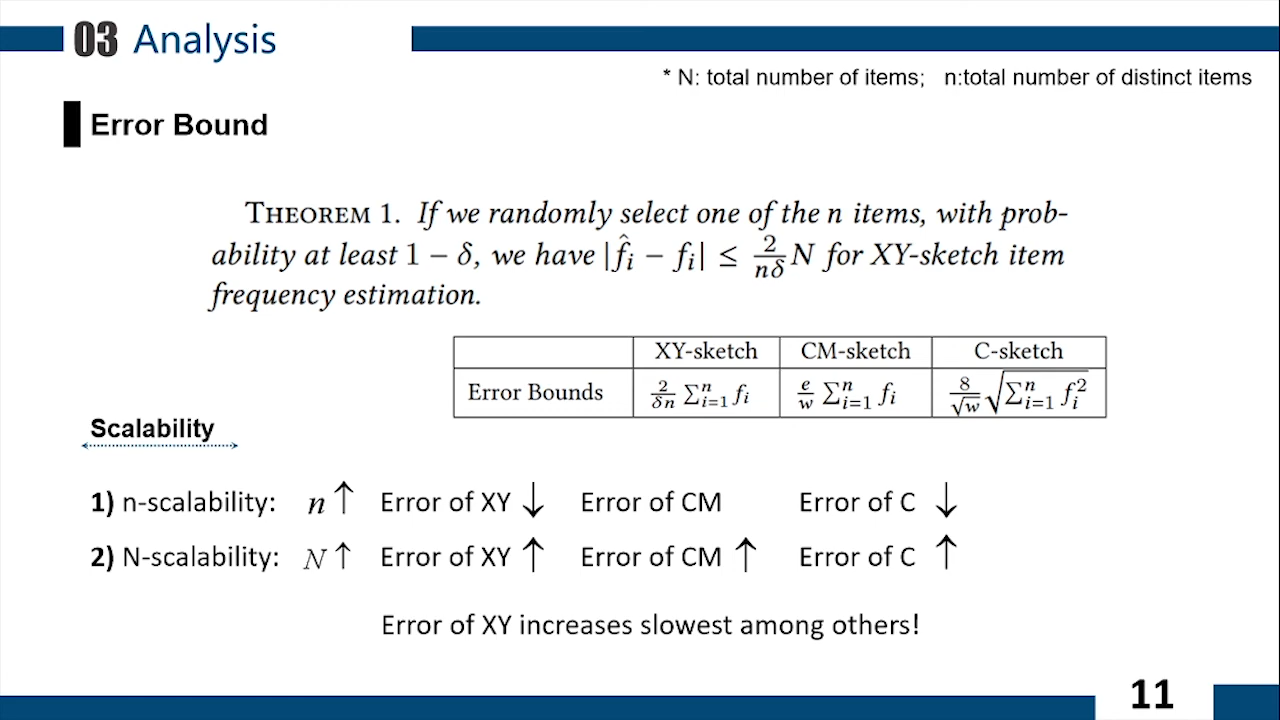 03 Analysis
* N: total number of items; n:total number of distinct items
Error Bound
THEOREM 1. If we randomly select one of the n items, with prob-
ability at least 1 − δ, we have |f̂ᵢ − fᵢ| ≤ 2/(nδ) N for XY-sketch item
frequency estimation.
XY-sketch CM-sketch C-sketch
Error Bounds 2/(δn) ∑ⁿᵢ₌₁ fᵢ e/w ∑ⁿᵢ₌₁ fᵢ 8/√w √(∑ⁿᵢ₌₁ fᵢ²)
Scalability
1) n-scalability: n ↑ Error of XY ↓ Error of CM Error of C ↓
2) N-scalability: N ↑ Error of XY ↑ Error of CM ↑ Error of C ↑
Error of XY increases slowest among others!
11